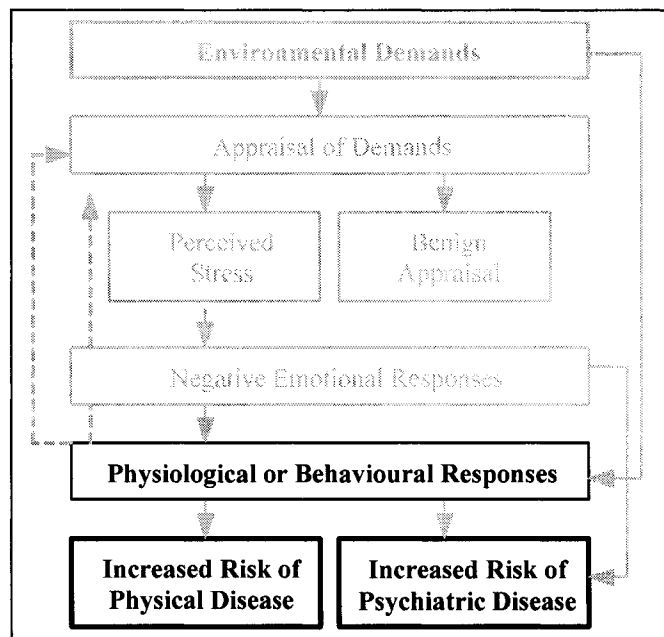 Environmental Demands
Appraisal of Demands
Perceived
Stress
Benign
Appraisal
Negative Emotional Responses
Physiological or Behavioural Responses
Increased Risk of
Physical Disease
Increased Risk of
Psychiatric Disease